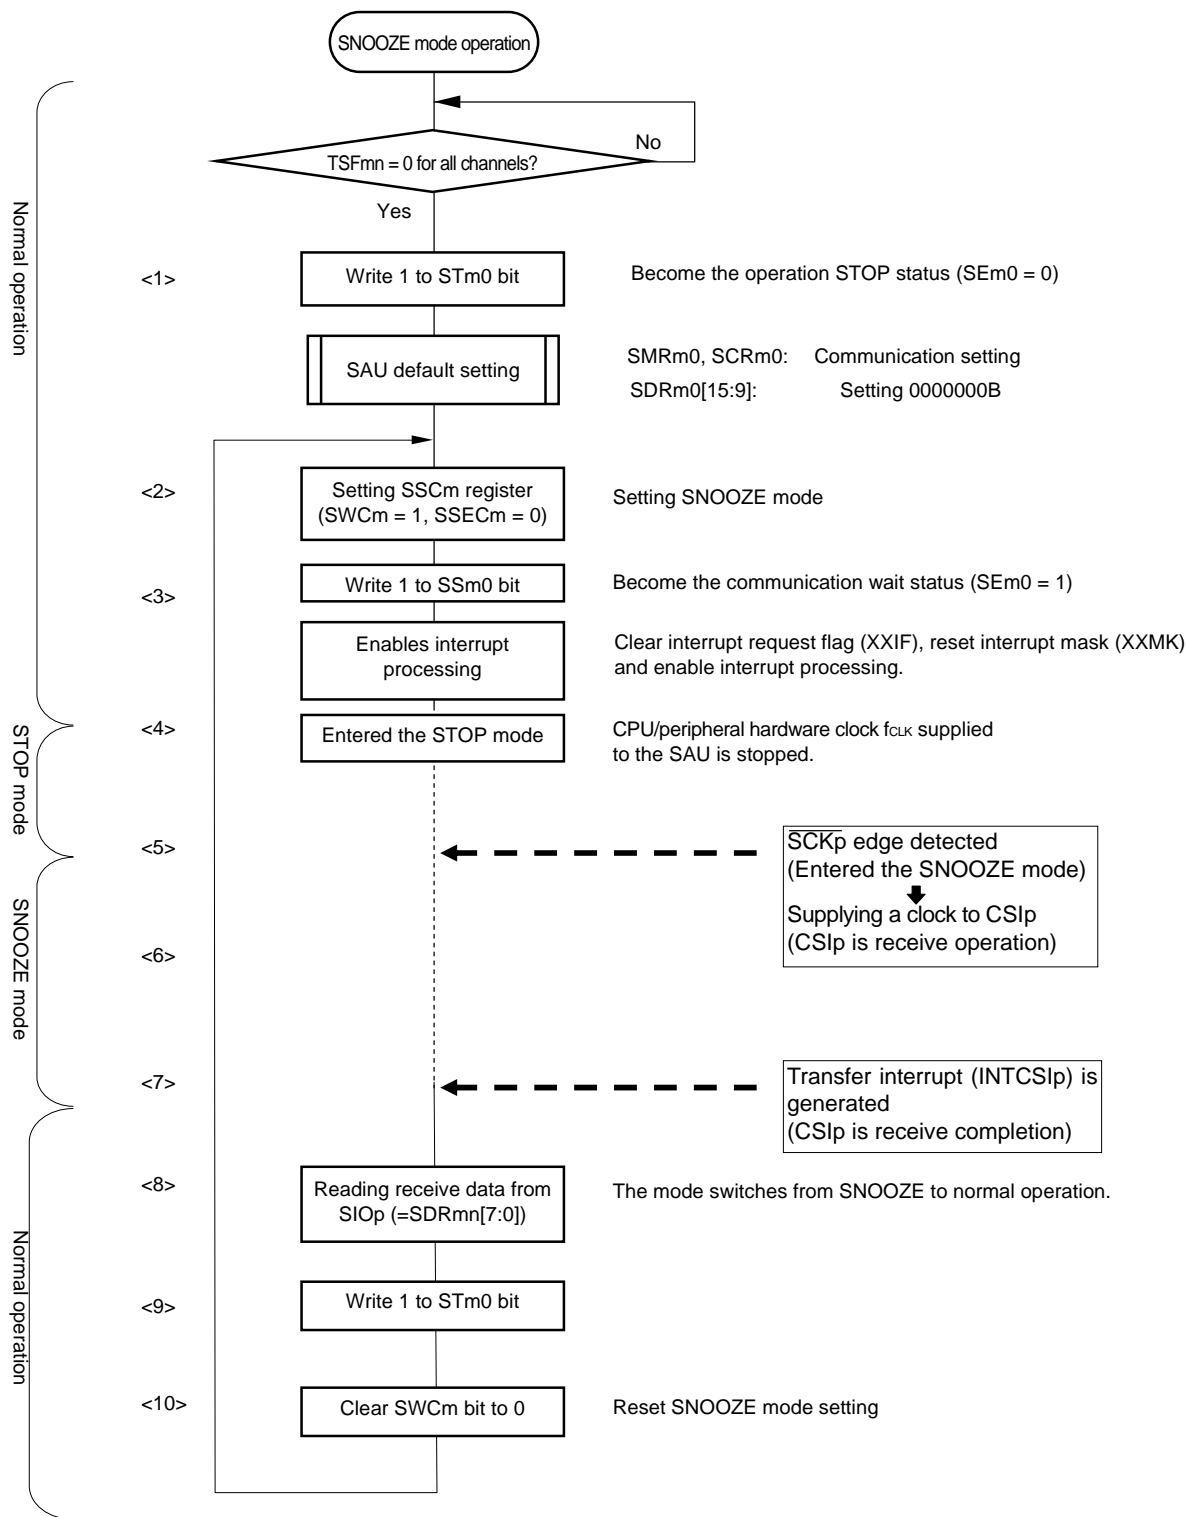 SNOOZE mode operation
TSFmn = 0 for all channels?
No
Yes
Normal operation
<1>
Write 1 to STm0 bit
Become the operation STOP status (SEm0 = 0)
SAU default setting
SMRm0, SCRm0: Communication setting
SDRm0[15:9]: Setting 0000000B
<2>
Setting SSCm register
(SWCm = 1, SSECm = 0)
Setting SNOOZE mode
<3>
Write 1 to SSm0 bit
Become the communication wait status (SEm0 = 1)
Enables interrupt
processing
Clear interrupt request flag (XXIF), reset interrupt mask (XXMK)
and enable interrupt processing.
STOP mode
<4>
Entered the STOP mode
CPU/peripheral hardware clock fCLK supplied
to the SAU is stopped.
<5>
SCKp edge detected
(Entered the SNOOZE mode)
Supplying a clock to CSIp
(CSIp is receive operation)
SNOOZE mode
<6>
<7>
Transfer interrupt (INTCSIp) is
generated
(CSIp is receive completion)
Normal operation
<8>
Reading receive data from
SIOp (=SDRmn[7:0])
The mode switches from SNOOZE to normal operation.
<9>
Write 1 to STm0 bit
<10>
Clear SWCm bit to 0
Reset SNOOZE mode setting